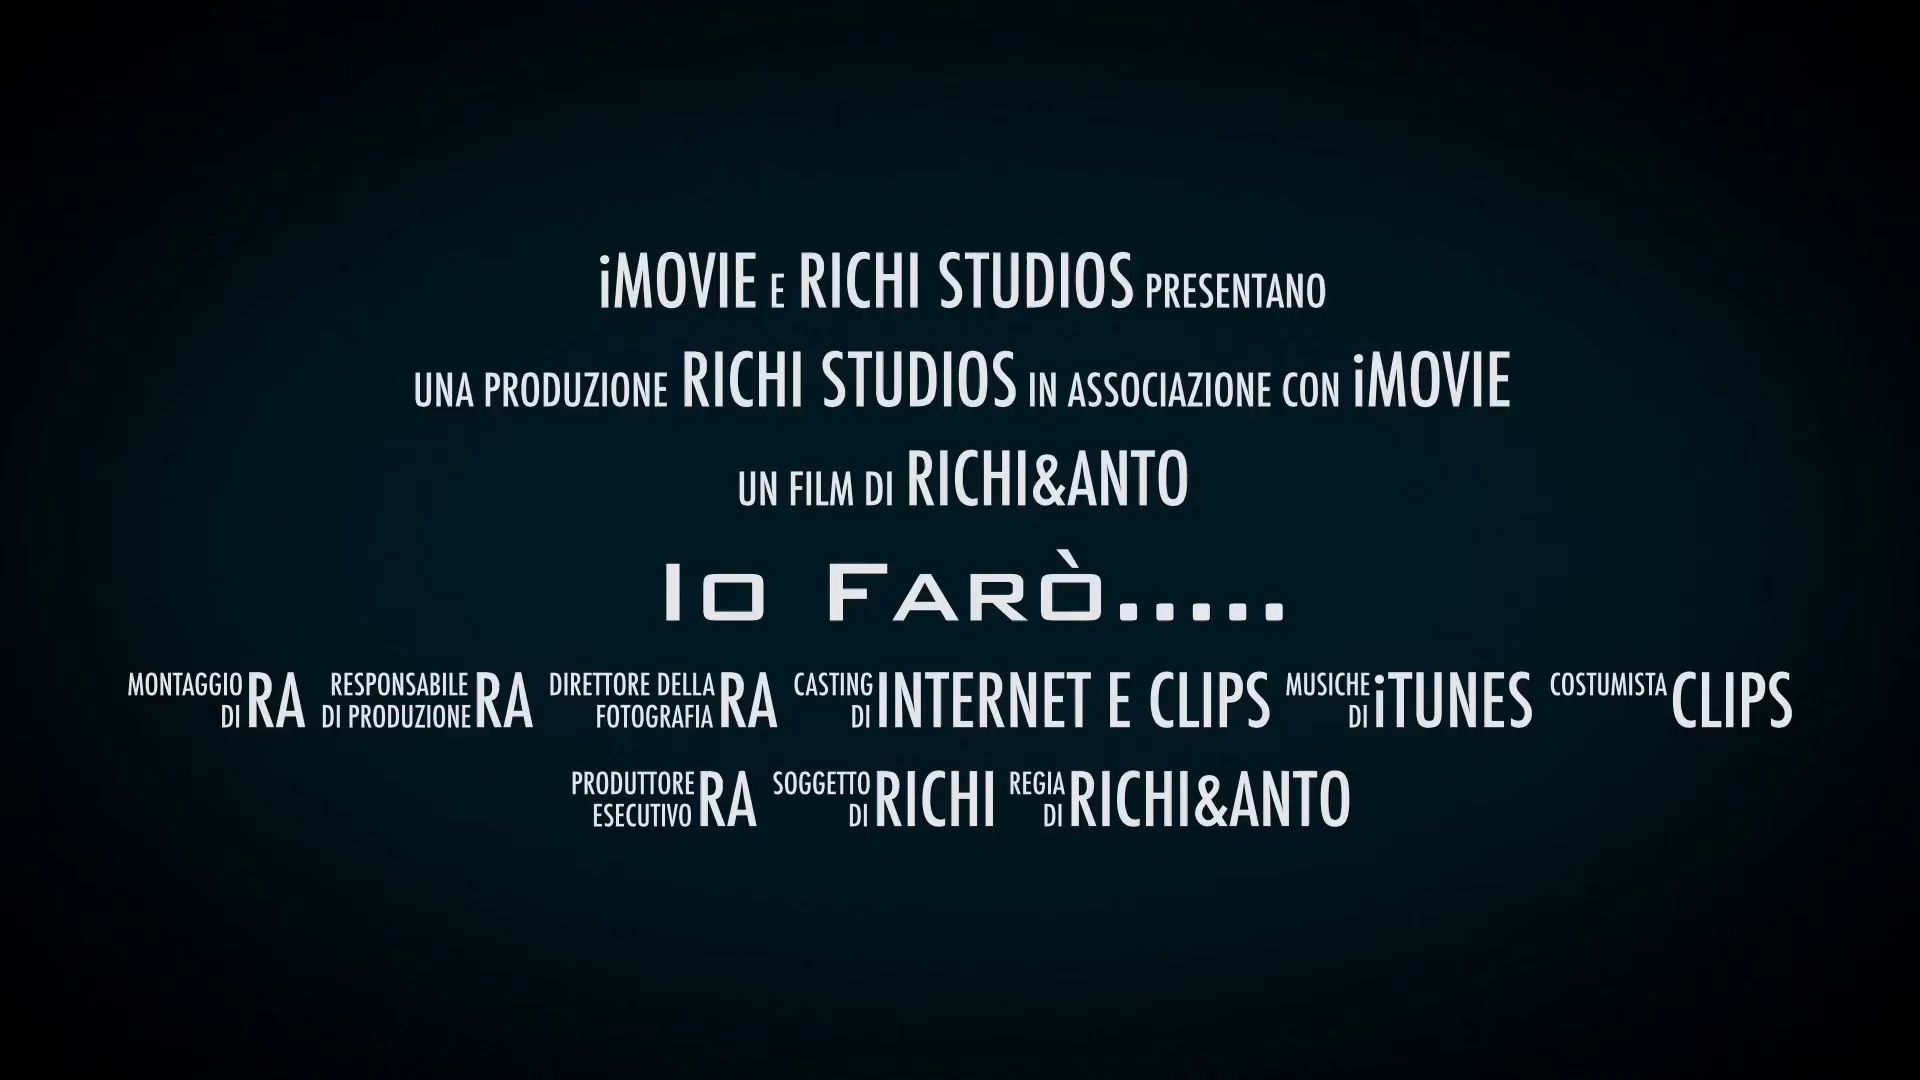 iMOVIE E RICHI STUDIOS PRESENTANO
UNA PRODUZIONE RICHI STUDIOS IN ASSOCIAZIONE CON iMOVIE
UN FILM DI RICHI&ANTO
Io Farò.....
MONTAGGIO DI RA RESPONSABILE DI PRODUZIONE RA DIRETTORE DELLA FOTOGRAFIA RA CASTING DI INTERNET E CLIPS MUSICHE DI iTUNES COSTUMISTA CLIPS
PRODUTTORE ESECUTIVO RA SOGGETTO DI RICHI REGIA DI RICHI&ANTO